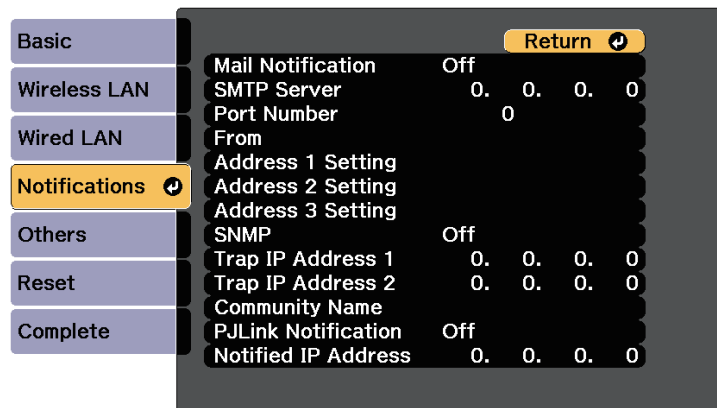 Basic
Wireless LAN
Wired LAN
Notifications
Others
Reset
Complete
Return
Mail Notification Off
SMTP Server 0. 0. 0. 0
Port Number 0
From
Address 1 Setting
Address 2 Setting
Address 3 Setting
SNMP Off
Trap IP Address 1 0. 0. 0. 0
Trap IP Address 2 0. 0. 0. 0
Community Name
PJLink Notification Off
Notified IP Address 0. 0. 0. 0